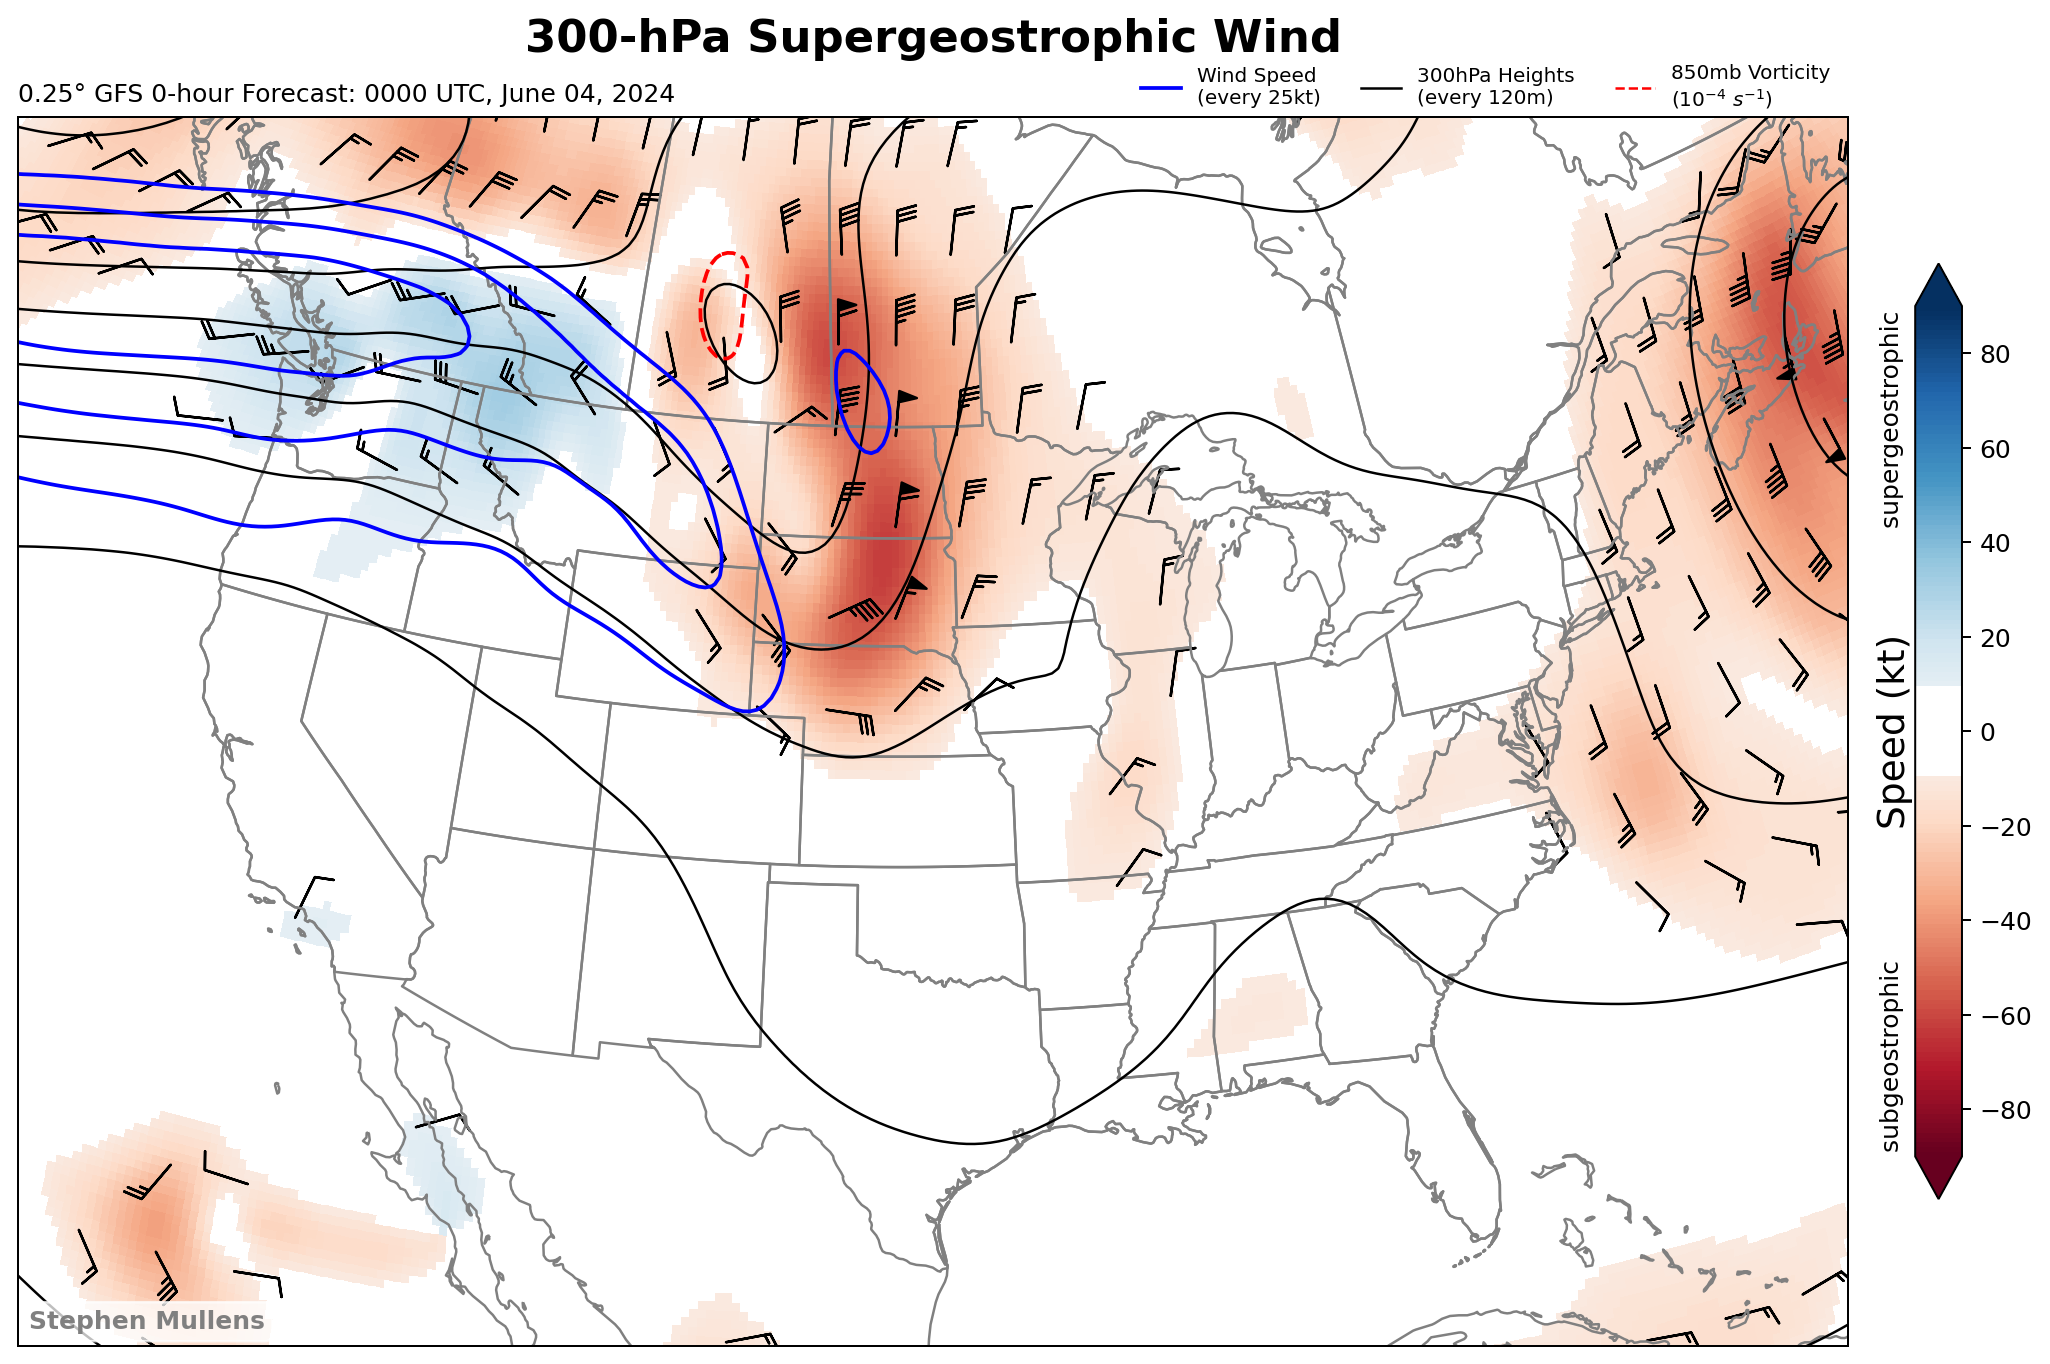 300-hPa Supergeostrophic Wind
0.25° GFS 0-hour Forecast: 0000 UTC, June 04, 2024
Wind Speed
(every 25kt)
300hPa Heights
(every 120m)
850mb Vorticity
(10⁻⁴ s⁻¹)
supergeostrophic
Speed (kt)
subgeostrophic
80
60
40
20
0
−20
−40
−60
−80
Stephen Mullens